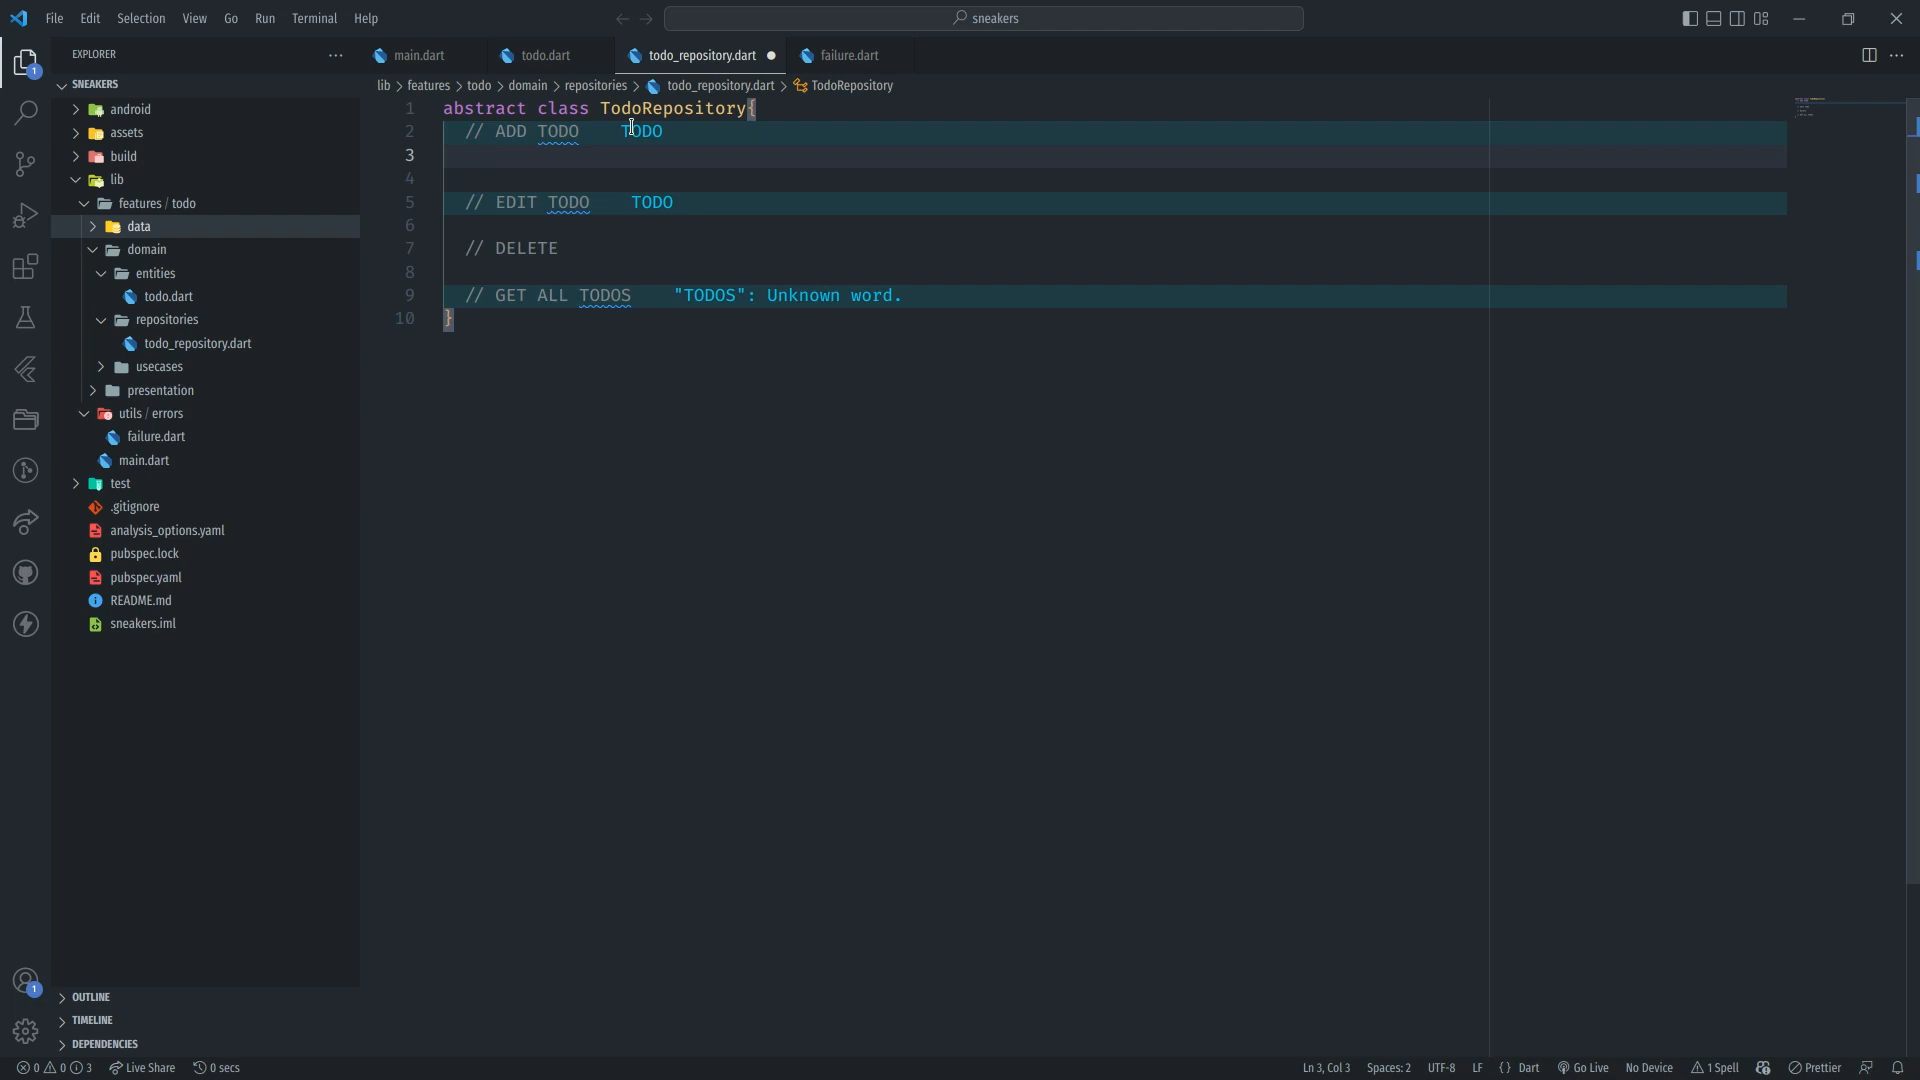 File Edit Selection View Go Run Terminal Help
sneakers
EXPLORER
main.dart todo.dart todo_repository.dart failure.dart
SNEAKERS
lib > features > todo > domain > repositories > todo_repository.dart > TodoRepository
android
assets
build
lib
features / todo
data
domain
entities
todo.dart
repositories
todo_repository.dart
usecases
presentation
utils / errors
failure.dart
main.dart
test
.gitignore
analysis_options.yaml
pubspec.lock
pubspec.yaml
README.md
sneakers.iml
1 abstract class TodoRepository{
2 // ADD TODO TODO
3
4
5 // EDIT TODO TODO
6
7 // DELETE
8
9 // GET ALL TODOS "TODOS": Unknown word.
10 }
1
1
OUTLINE
TIMELINE
DEPENDENCIES
0 0 3 Live Share 0 secs Ln 3, Col 3 Spaces: 2 UTF-8 LF { } Dart Go Live No Device 1 Spell Prettier